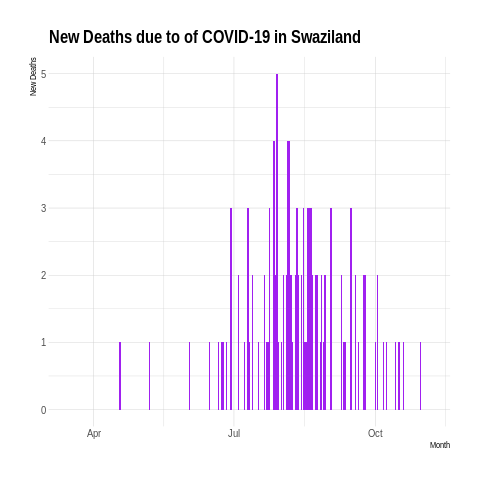 New Deaths due to of COVID-19 in Swaziland
New Deaths
5
4
3
2
1
0
Apr
Jul
Oct
Month